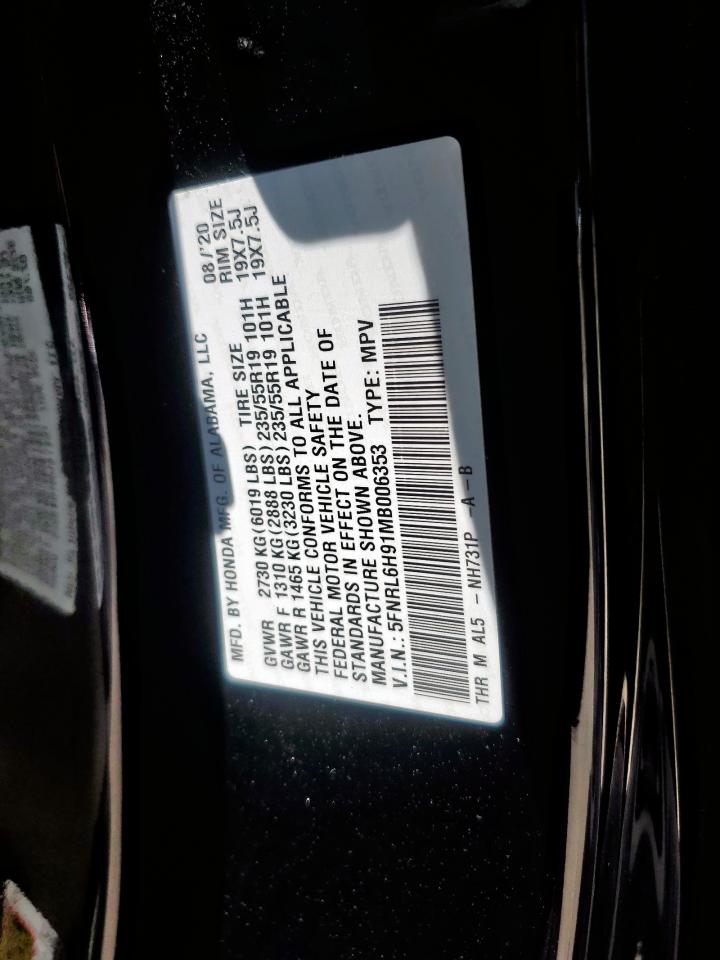 MFD. BY HONDA MFG. OF ALABAMA, LLC 08/'20
GVWR 2730 KG(6019 LBS) TIRE SIZE RIM SIZE
GAWR F 1310 KG(2888 LBS) 235/55R19 101H 19X7.5J
GAWR R 1465 KG(3230 LBS) 235/55R19 101H 19X7.5J
THIS VEHICLE CONFORMS TO ALL APPLICABLE
FEDERAL MOTOR VEHICLE SAFETY
STANDARDS IN EFFECT ON THE DATE OF
MANUFACTURE SHOWN ABOVE.
V.I.N.: 5FNRL6H91MB006353 TYPE: MPV
THR M AL5 - NH731P -A-B